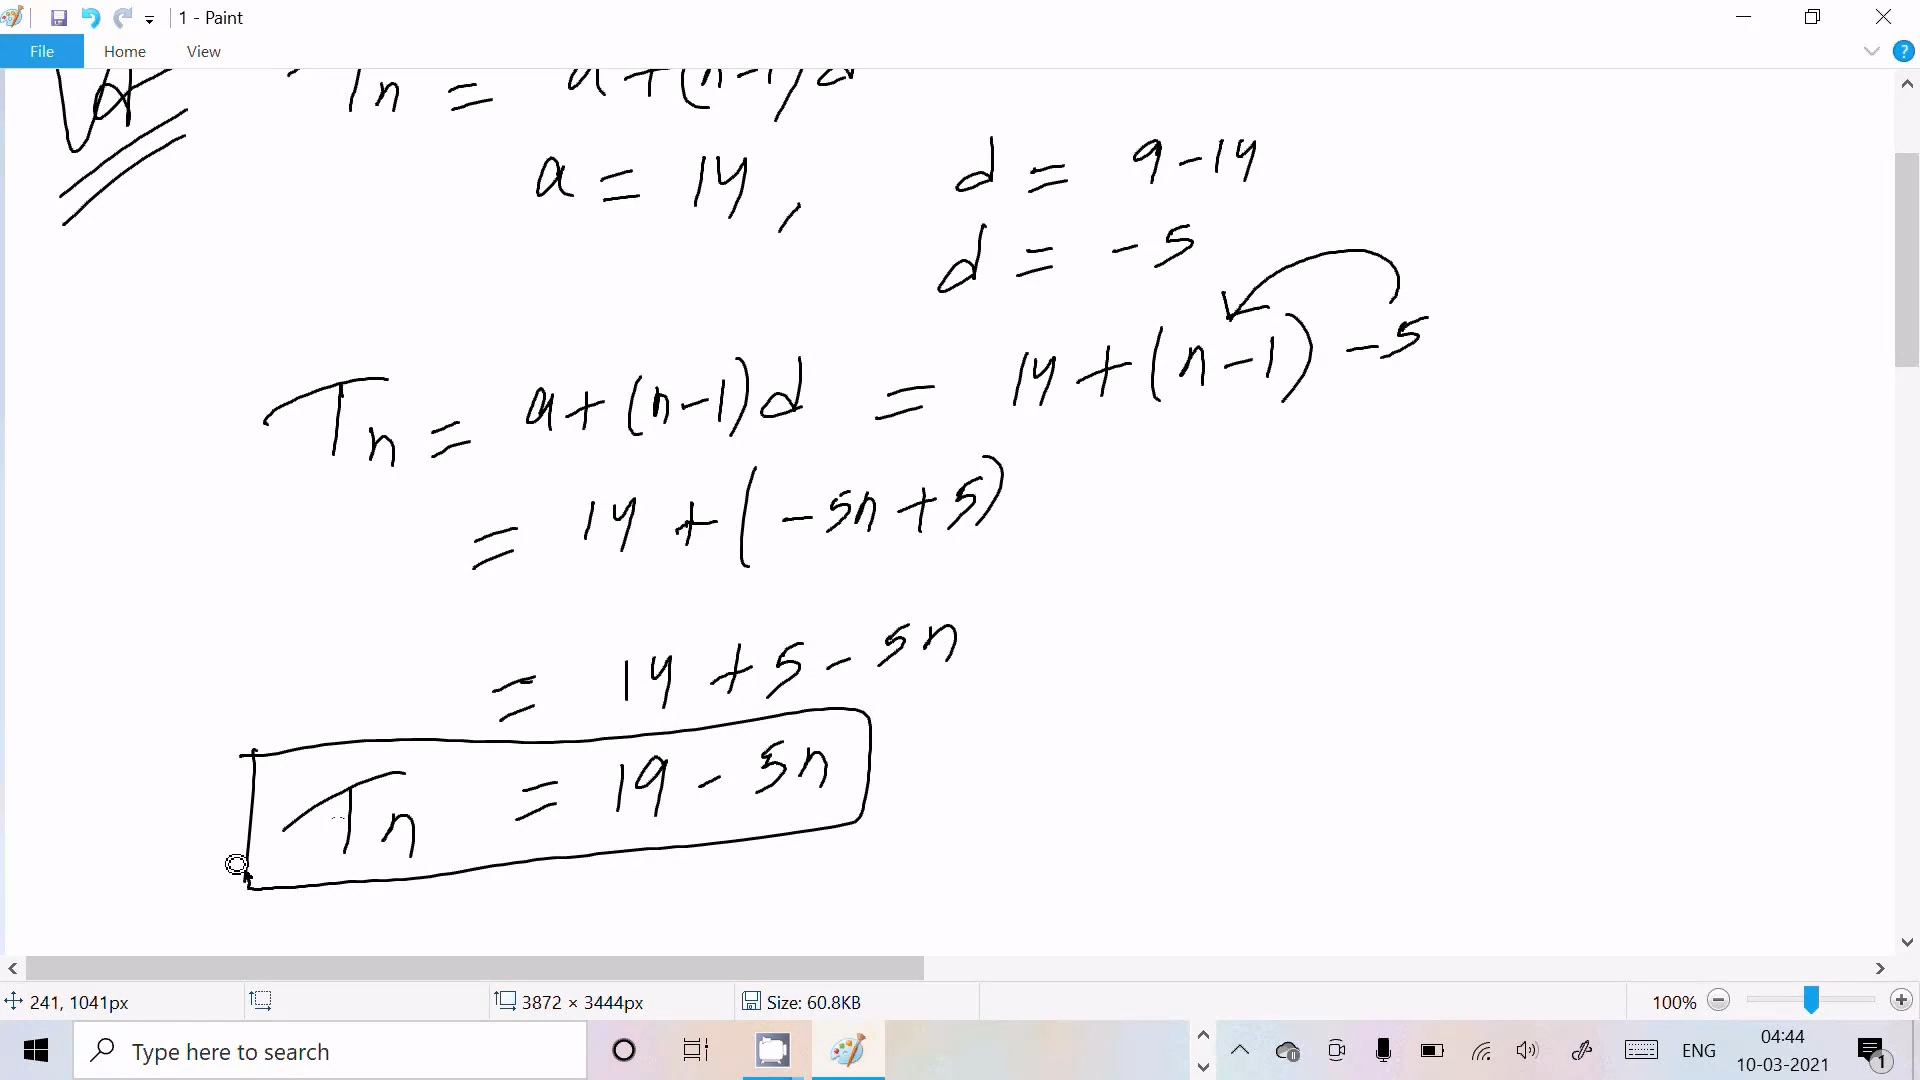 1 - Paint
File Home View
Tn = a+(n-1)d
a = 14, d = 9-14
d = -5
Tn = a+(n-1)d = 14+(n-1)-5
= 14 + (-5n+5)
= 14 + 5 - 5n
Tn = 19 - 5n
241, 1041px 3872 × 3444px Size: 60.8KB 100%
Type here to search ENG 04:44
10-03-2021 1